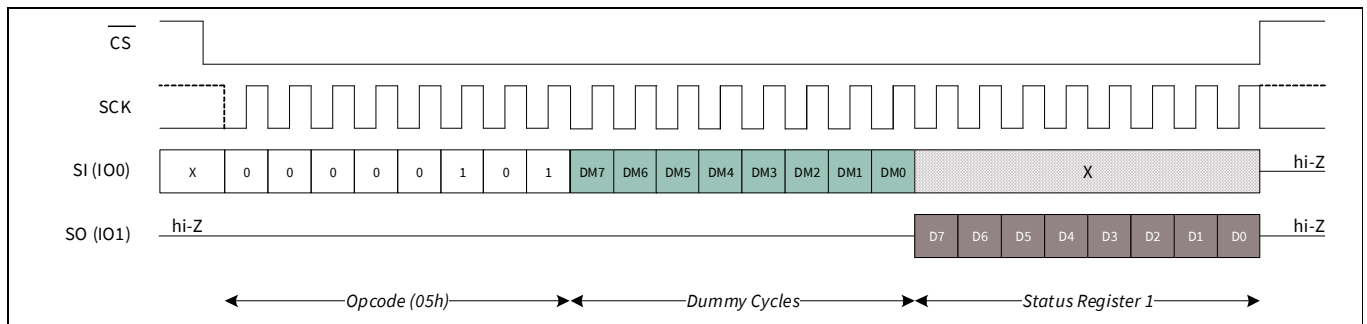 CS
SCK
SI (IO0) X 0 0 0 0 0 1 0 1 DM7 DM6 DM5 DM4 DM3 DM2 DM1 DM0 X hi-Z
SO (IO1) hi-Z D7 D6 D5 D4 D3 D2 D1 D0 hi-Z
Opcode (05h) Dummy Cycles Status Register 1